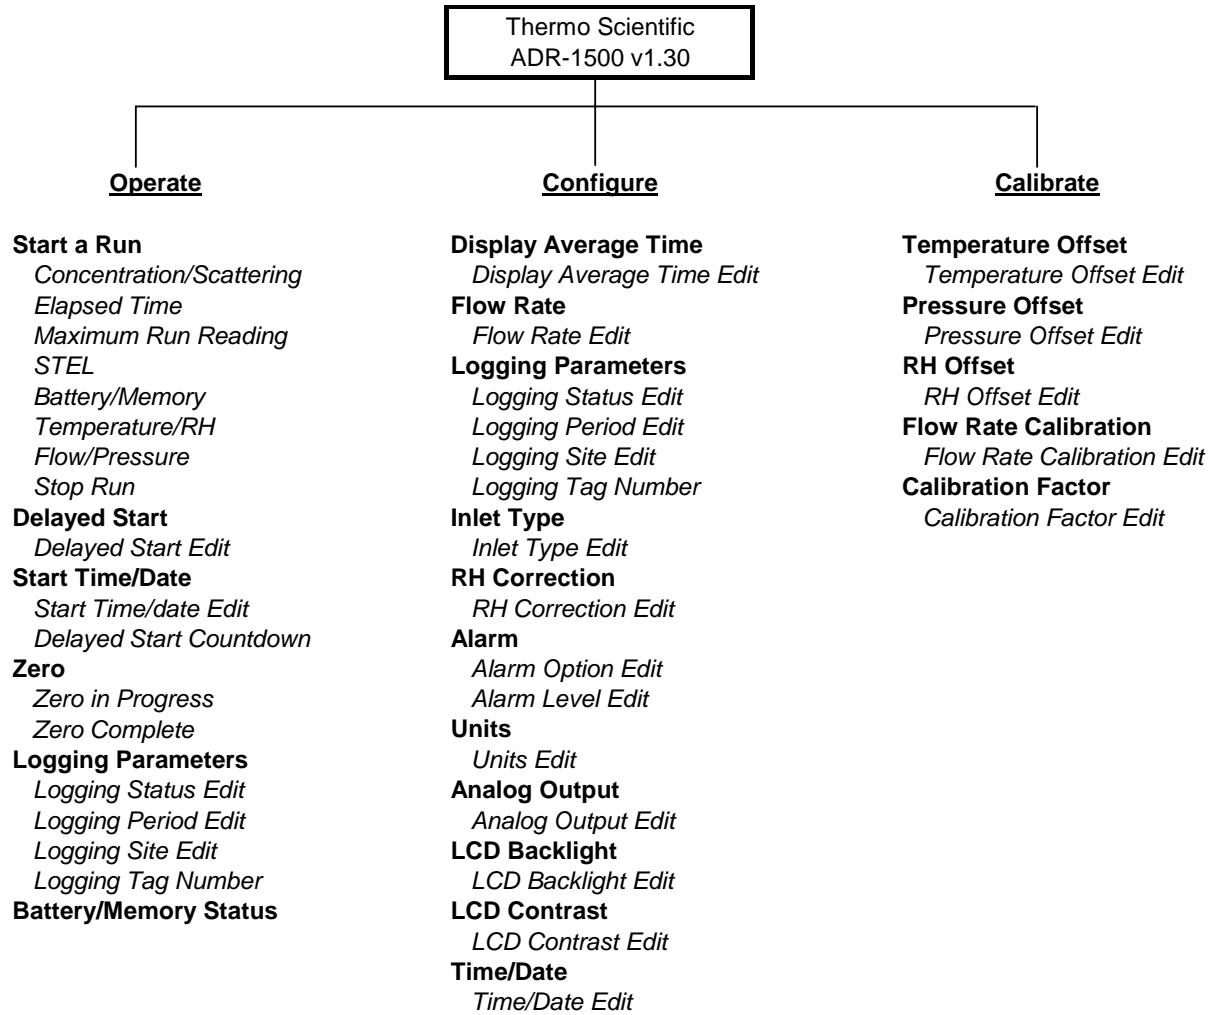 Thermo Scientific
ADR-1500 v1.30
Operate
Start a Run
Concentration/Scattering
Elapsed Time
Maximum Run Reading
STEL
Battery/Memory
Temperature/RH
Flow/Pressure
Stop Run
Delayed Start
Delayed Start Edit
Start Time/Date
Start Time/date Edit
Delayed Start Countdown
Zero
Zero in Progress
Zero Complete
Logging Parameters
Logging Status Edit
Logging Period Edit
Logging Site Edit
Logging Tag Number
Battery/Memory Status
Configure
Display Average Time
Display Average Time Edit
Flow Rate
Flow Rate Edit
Logging Parameters
Logging Status Edit
Logging Period Edit
Logging Site Edit
Logging Tag Number
Inlet Type
Inlet Type Edit
RH Correction
RH Correction Edit
Alarm
Alarm Option Edit
Alarm Level Edit
Units
Units Edit
Analog Output
Analog Output Edit
LCD Backlight
LCD Backlight Edit
LCD Contrast
LCD Contrast Edit
Time/Date
Time/Date Edit
Calibrate
Temperature Offset
Temperature Offset Edit
Pressure Offset
Pressure Offset Edit
RH Offset
RH Offset Edit
Flow Rate Calibration
Flow Rate Calibration Edit
Calibration Factor
Calibration Factor Edit